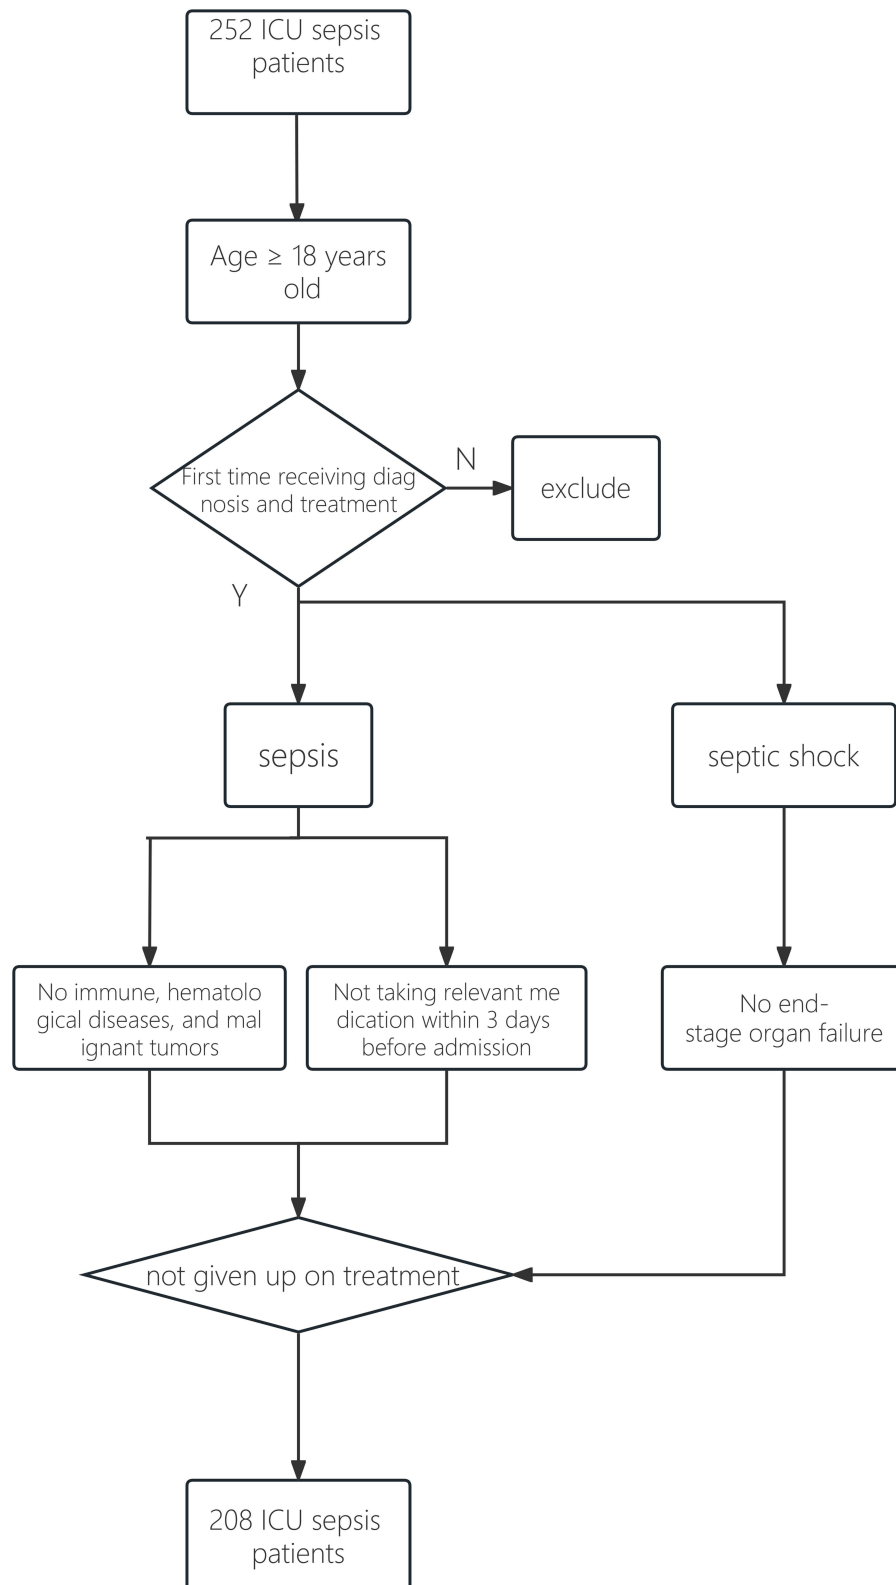 252 ICU sepsis
patients
Age ≥ 18 years
old
First time receiving diag
nosis and treatment
N
exclude
Y
sepsis
septic shock
No immune, hematolo
gical diseases, and mal
ignant tumors
Not taking relevant me
dication within 3 days
before admission
No end-
stage organ failure
not given up on treatment
208 ICU sepsis
patients